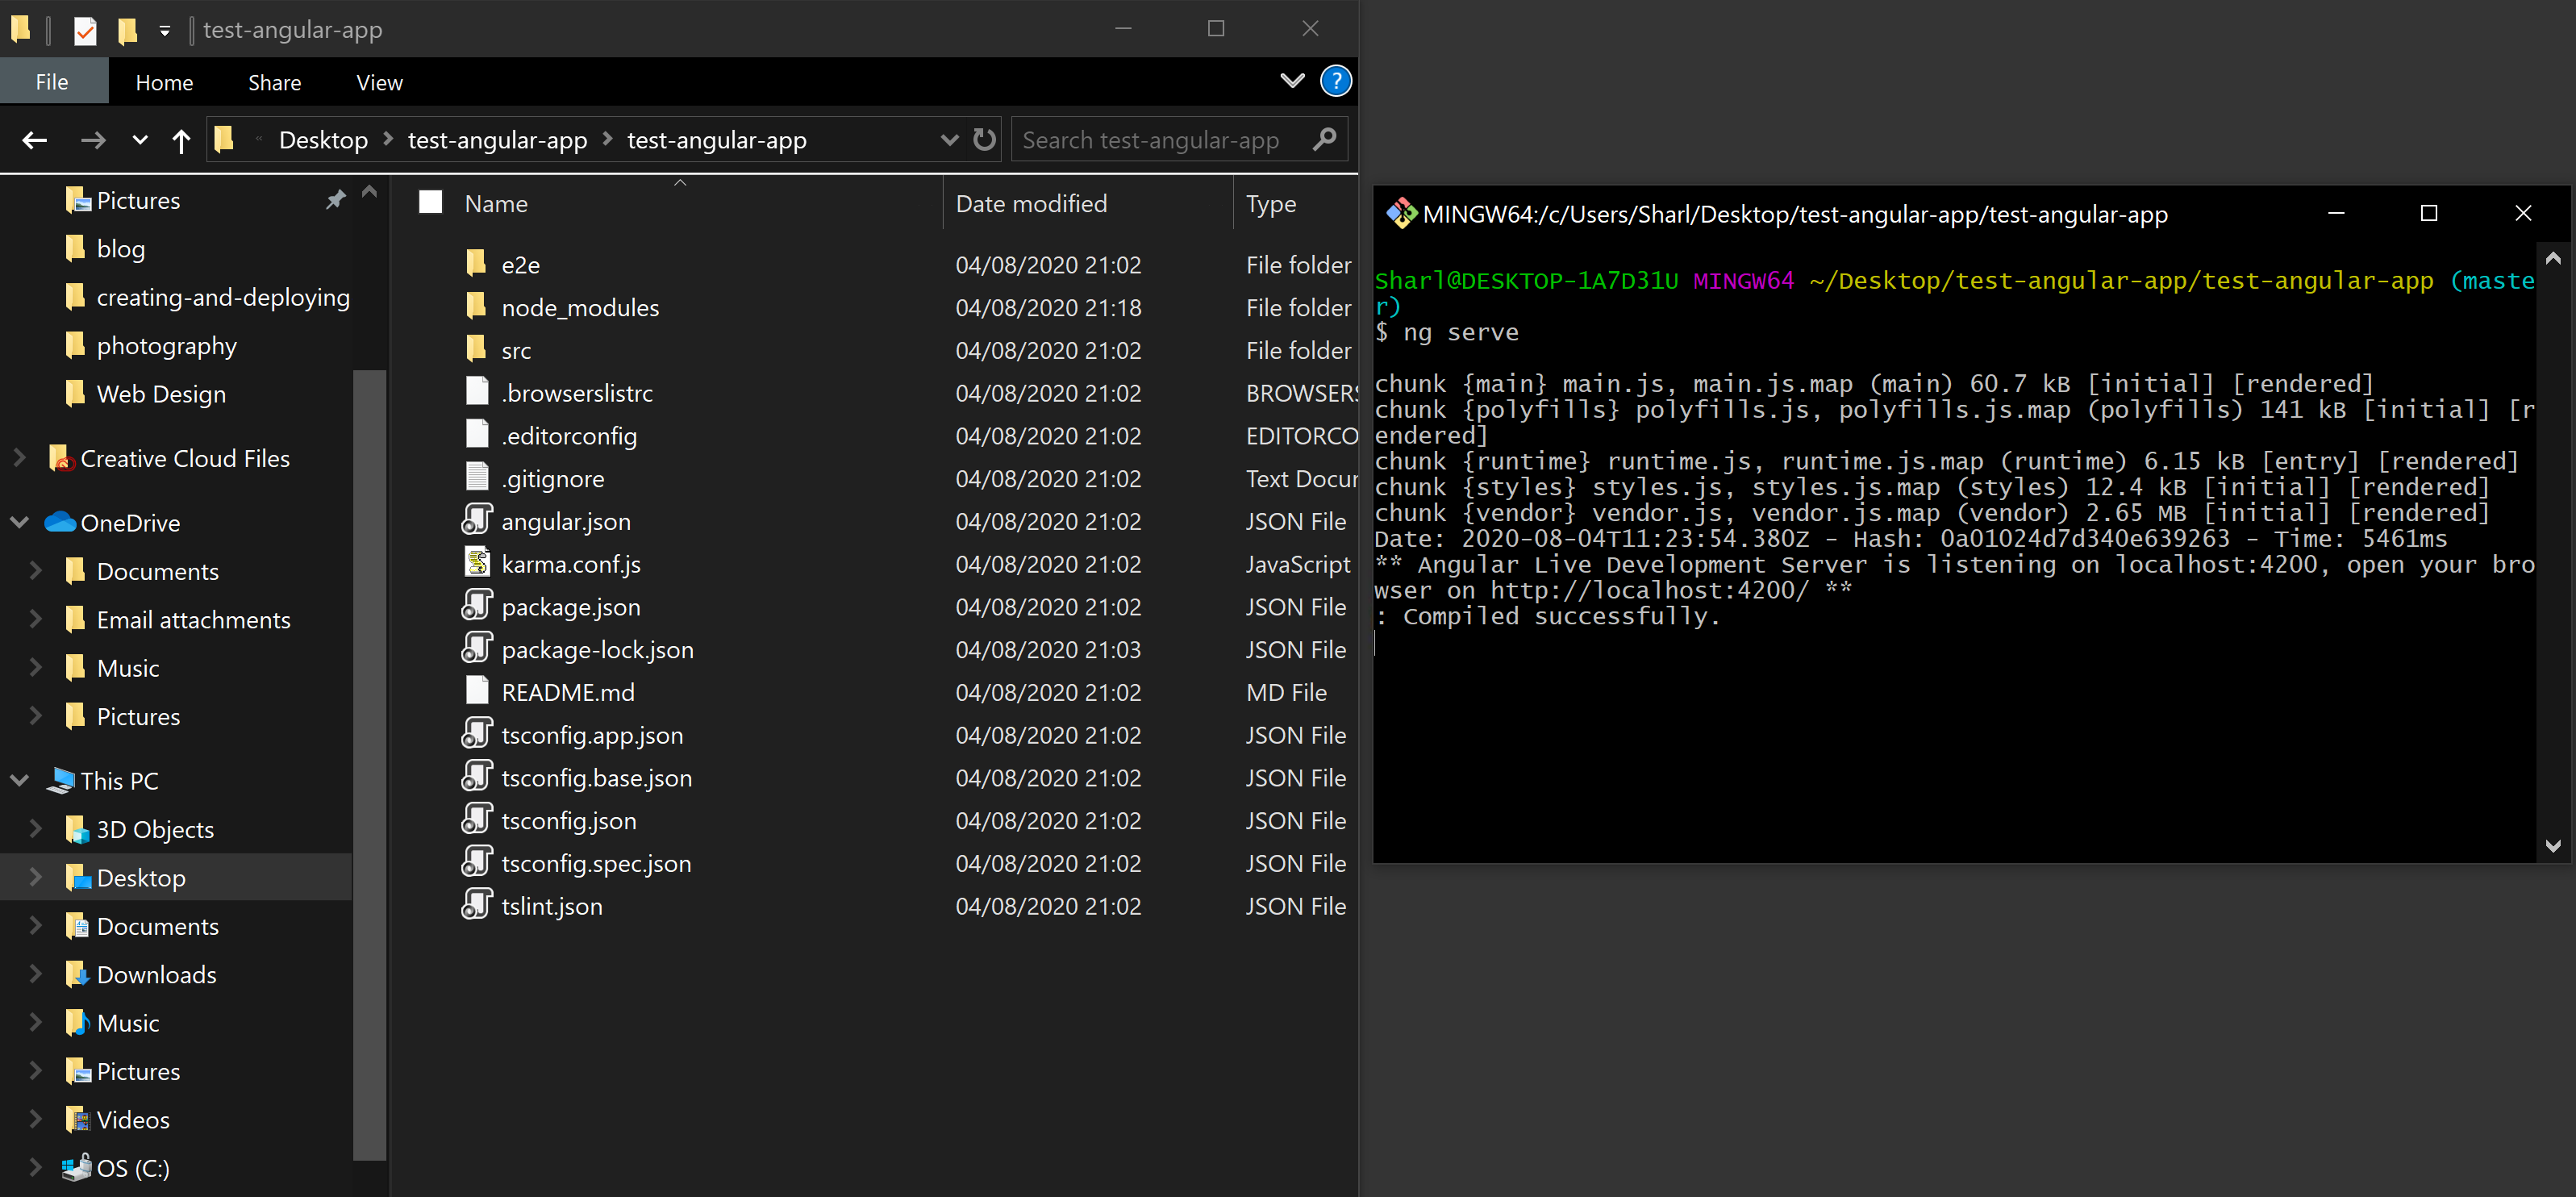 test-angular-app
File Home Share View
?
« Desktop > test-angular-app > test-angular-app
Search test-angular-app
Pictures
blog
creating-and-deploying
photography
Web Design
Creative Cloud Files
OneDrive
Documents
Email attachments
Music
Pictures
This PC
3D Objects
Desktop
Documents
Downloads
Music
Pictures
Videos
OS (C:)
Name Date modified Type
e2e 04/08/2020 21:02 File folder
node_modules 04/08/2020 21:18 File folder
src 04/08/2020 21:02 File folder
.browserslistrc 04/08/2020 21:02 BROWSERS
.editorconfig 04/08/2020 21:02 EDITORCO
.gitignore 04/08/2020 21:02 Text Docur
angular.json 04/08/2020 21:02 JSON File
karma.conf.js 04/08/2020 21:02 JavaScript
package.json 04/08/2020 21:02 JSON File
package-lock.json 04/08/2020 21:03 JSON File
README.md 04/08/2020 21:02 MD File
tsconfig.app.json 04/08/2020 21:02 JSON File
tsconfig.base.json 04/08/2020 21:02 JSON File
tsconfig.json 04/08/2020 21:02 JSON File
tsconfig.spec.json 04/08/2020 21:02 JSON File
tslint.json 04/08/2020 21:02 JSON File
MINGW64:/c/Users/Sharl/Desktop/test-angular-app/test-angular-app
Sharl@DESKTOP-1A7D31U MINGW64 ~/Desktop/test-angular-app/test-angular-app (maste
r)
$ ng serve
chunk {main} main.js, main.js.map (main) 60.7 kB [initial] [rendered]
chunk {polyfills} polyfills.js, polyfills.js.map (polyfills) 141 kB [initial] [r
endered]
chunk {runtime} runtime.js, runtime.js.map (runtime) 6.15 kB [entry] [rendered]
chunk {styles} styles.js, styles.js.map (styles) 12.4 kB [initial] [rendered]
chunk {vendor} vendor.js, vendor.js.map (vendor) 2.65 MB [initial] [rendered]
Date: 2020-08-04T11:23:54.380Z - Hash: 0a01024d7d340e639263 - Time: 5461ms
** Angular Live Development Server is listening on localhost:4200, open your bro
wser on http://localhost:4200/ **
: Compiled successfully.